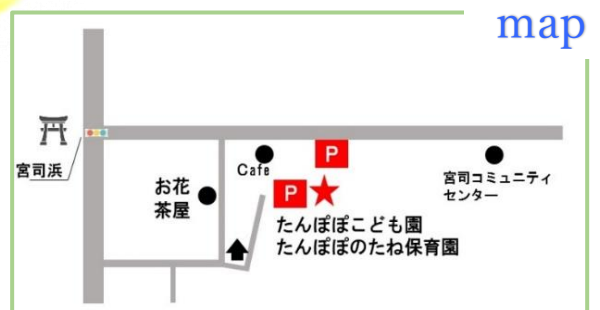 map
宮司浜
お花
茶屋
Cafe
P
P
宮司コミュニティ
センター
たんぽぽこども園
たんぽぽのたね保育園